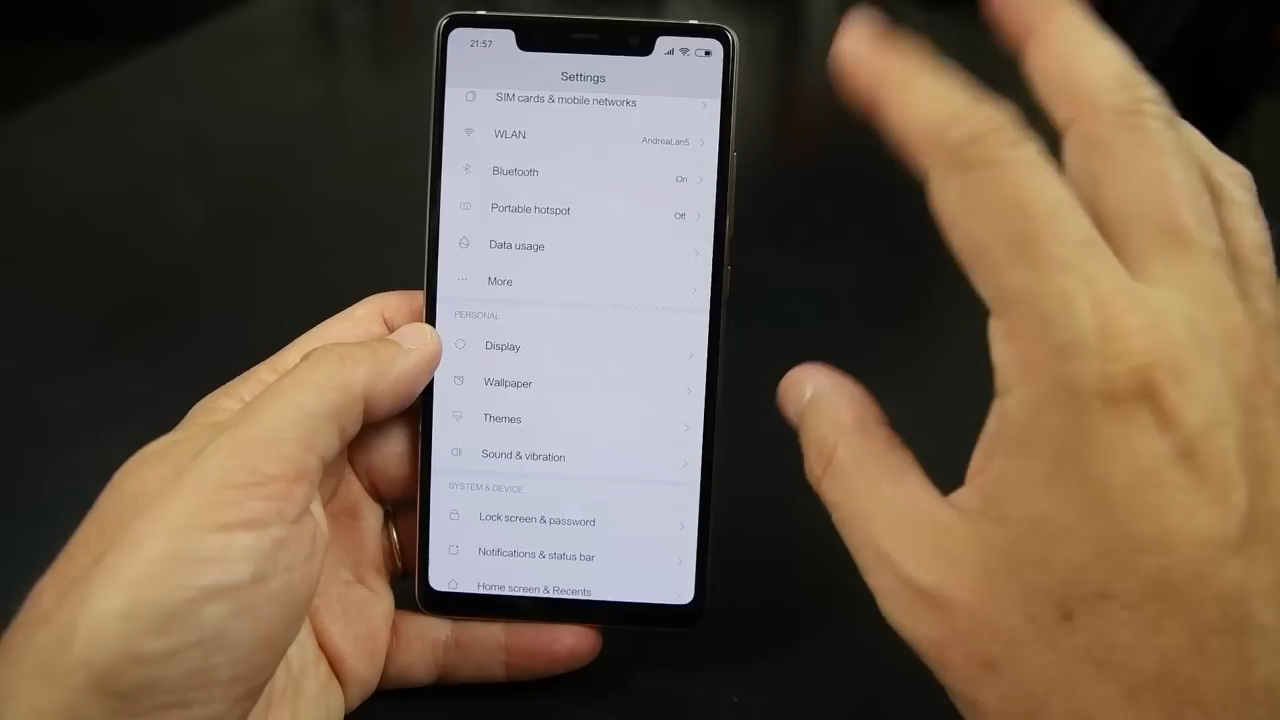 21:57
Settings
SIM cards & mobile networks
WLAN AndreaLan5
Bluetooth On
Portable hotspot Off
Data usage
More
PERSONAL
Display
Wallpaper
Themes
Sound & vibration
SYSTEM & DEVICE
Lock screen & password
Notifications & status bar
Home screen & Recents